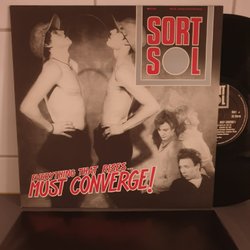 SORT
SOL
EVERYTHING THAT RISES
MUST CONVERGE!